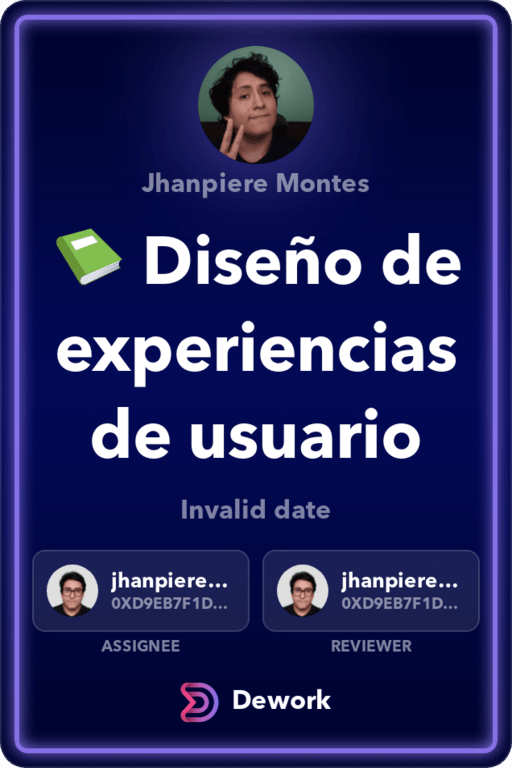 Jhanpiere Montes
📗 Diseño de
experiencias
de usuario
Invalid date
jhanpiere...
0XD9EB7F1D...
ASSIGNEE
jhanpiere...
0XD9EB7F1D...
REVIEWER
Dework